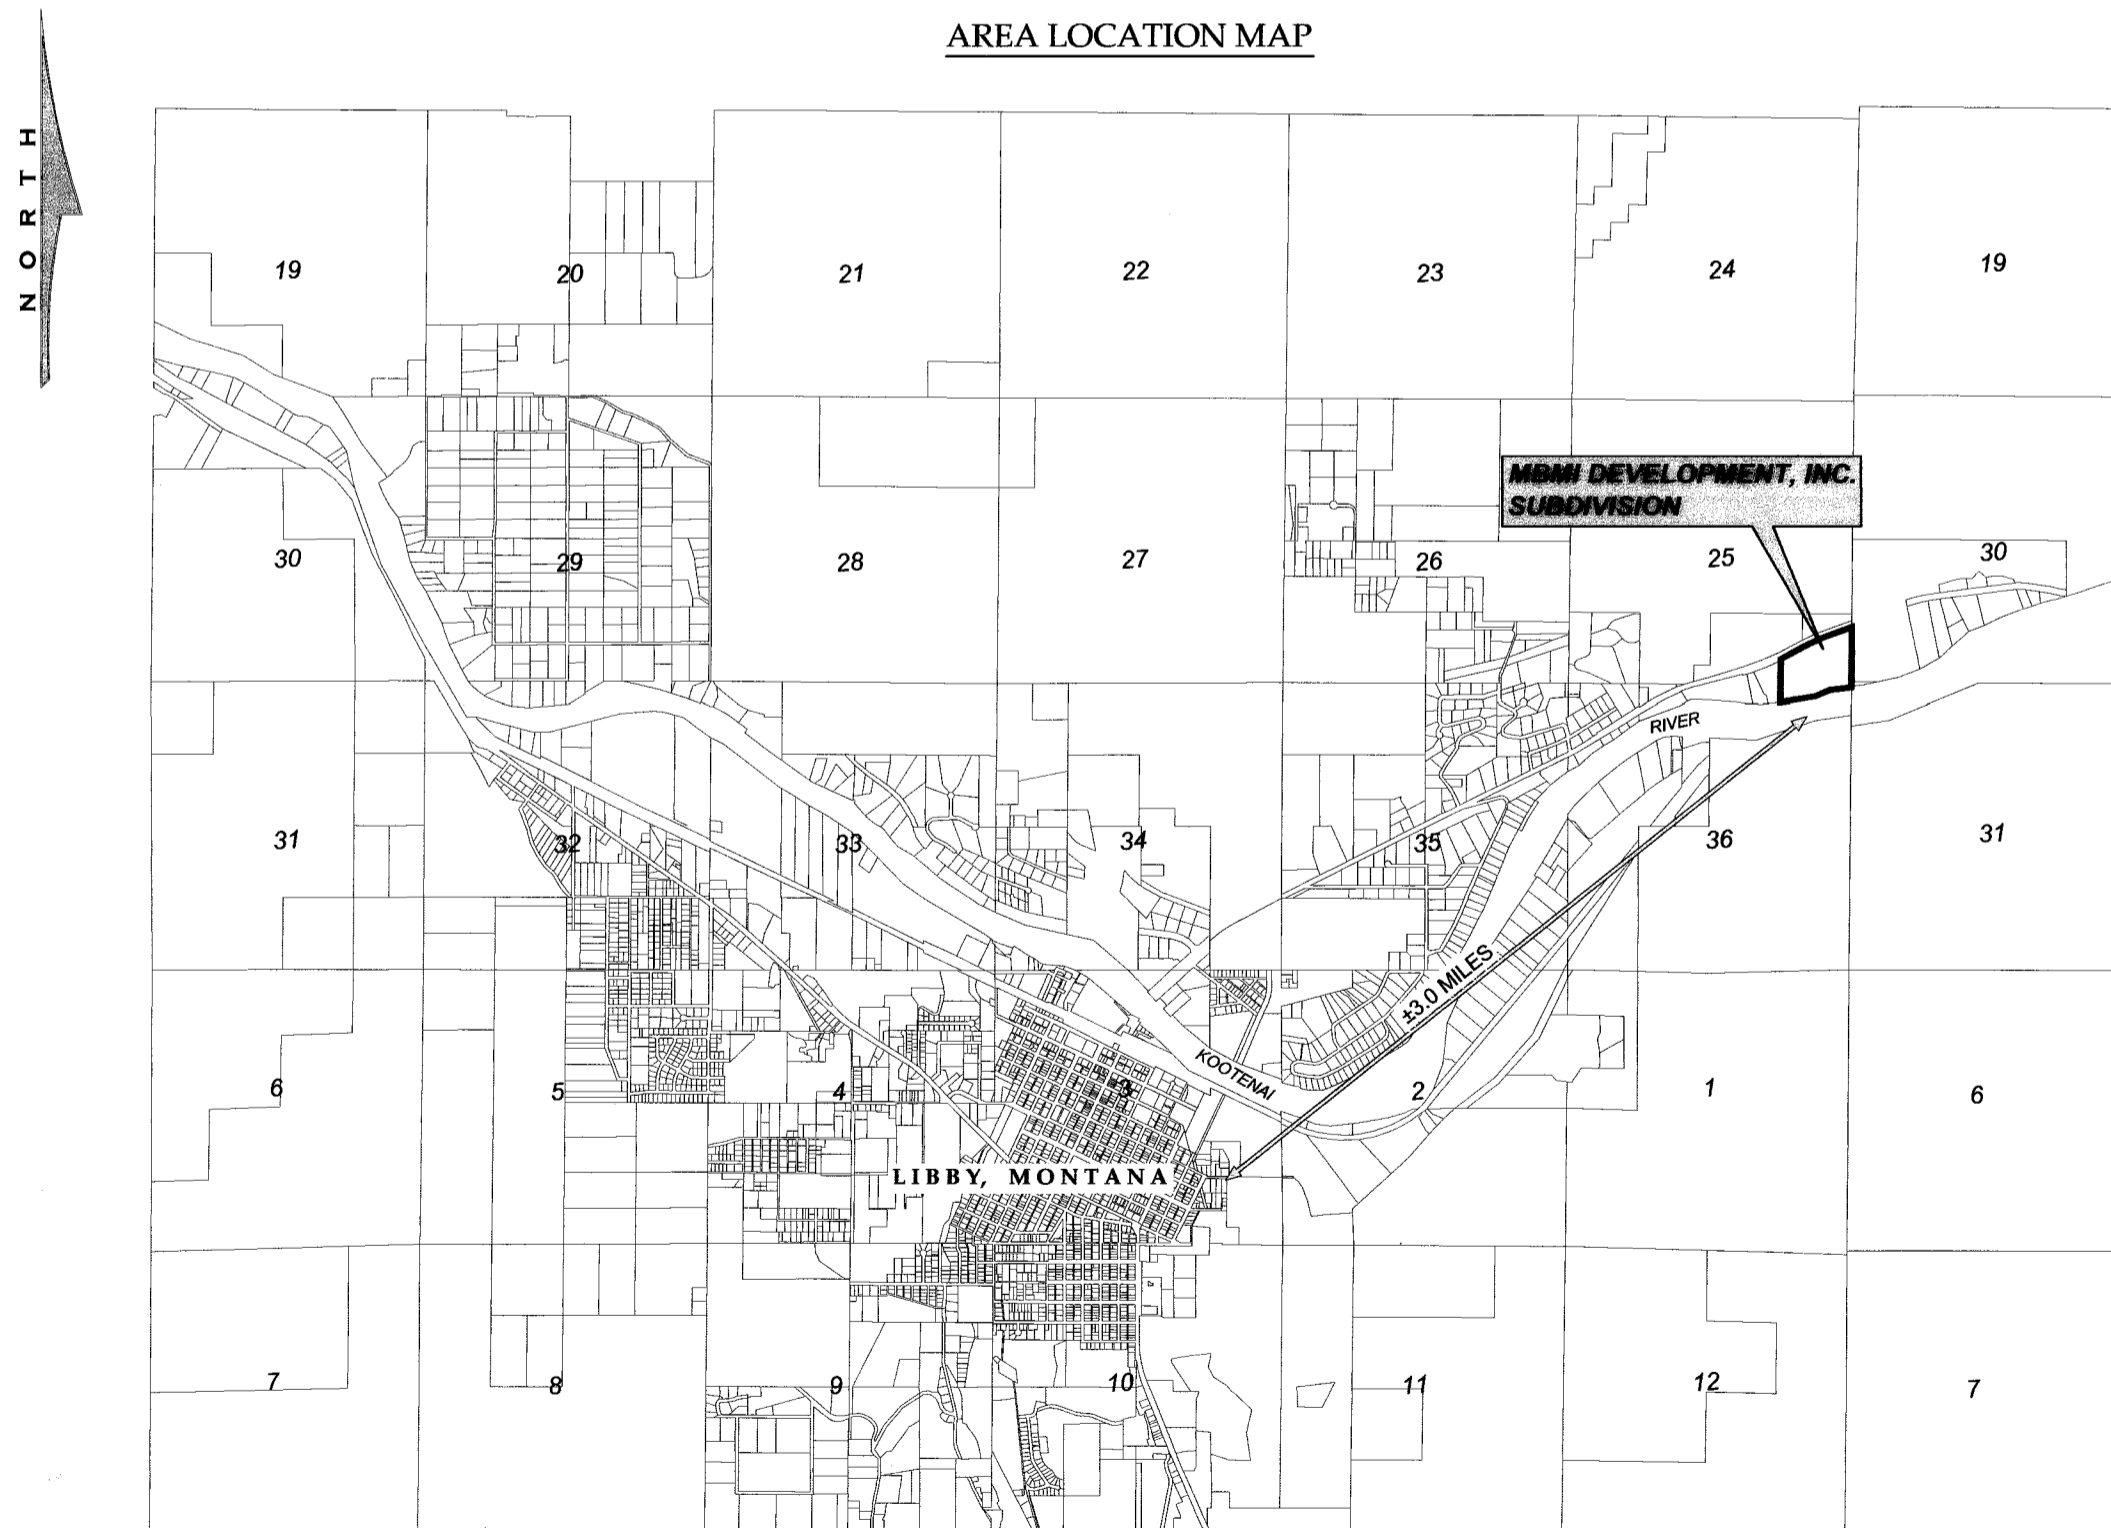 AREA LOCATION MAP
NORTH
19 20 21 22 23 24 19
MBMI DEVELOPMENT, INC.
SUBDIVISION
30 29 28 27 26 25 30
RIVER
31 32 33 34 35 36 31
±3.0 MILES
KOOTENAI
6 5 4 3 2 1 6
LIBBY, MONTANA
7 8 9 10 11 12 7